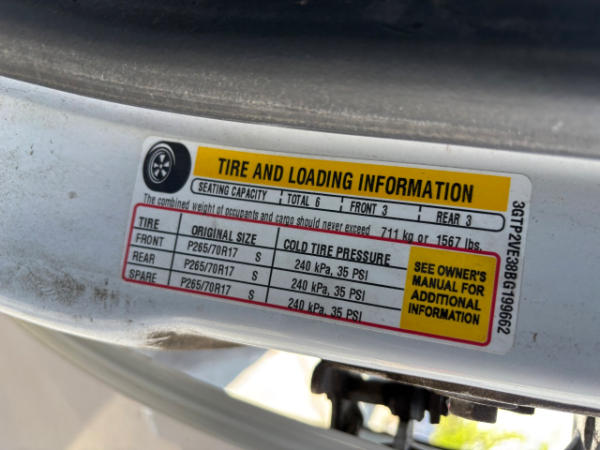 TIRE AND LOADING INFORMATION
SEATING CAPACITY TOTAL 6 FRONT 3 REAR 3
The combined weight of occupants and cargo should never exceed 711 kg or 1567 lbs.
TIRE ORIGINAL SIZE COLD TIRE PRESSURE
FRONT P265/70R17 S 240 kPa, 35 PSI
REAR P265/70R17 S 240 kPa, 35 PSI
SPARE P265/70R17 S 240 kPa, 35 PSI
SEE OWNER'S
MANUAL FOR
ADDITIONAL
INFORMATION
3GTP2VE38BG199662